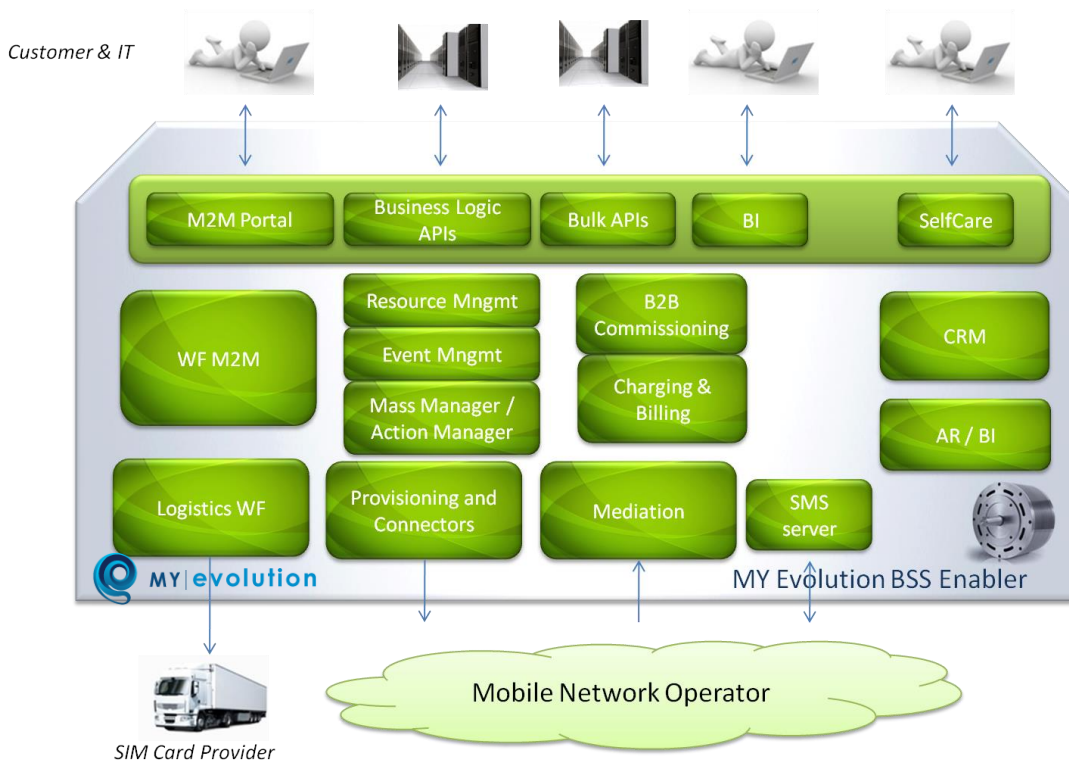 Customer & IT
M2M Portal
Business Logic
APIs
Bulk APIs
BI
SelfCare
Resource Mngmt
B2B
Commissioning
WF M2M
Event Mngmt
CRM
Charging &
Billing
Mass Manager /
Action Manager
AR / BI
Logistics WF
Provisioning and
Connectors
Mediation
SMS
server
MY|evolution
MY Evolution BSS Enabler
Mobile Network Operator
SIM Card Provider